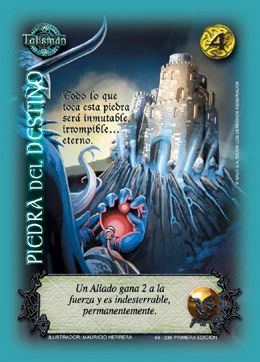 Talismán
4
Todo lo que
toca esta piedra
será inmutable,
irrompible...
eterno.
PIEDRA DEL DESTINO
Un Aliado gana 2 a la
fuerza y es indesterrable,
permanentemente.
ILUSTRADOR: MAURICIO HERRERA
PRIMERA EDICION